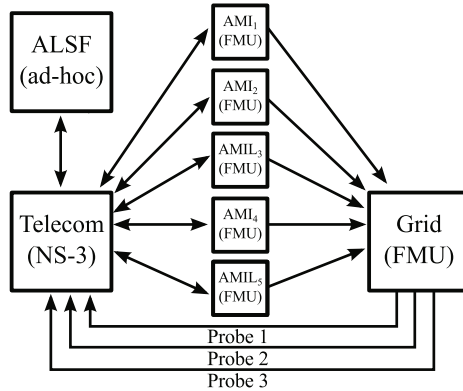 ALSF
(ad-hoc)
AMI₁
(FMU)
AMI₂
(FMU)
AMIL₃
(FMU)
AMI₄
(FMU)
AMIL₅
(FMU)
Telecom
(NS-3)
Grid
(FMU)
Probe 1
Probe 2
Probe 3